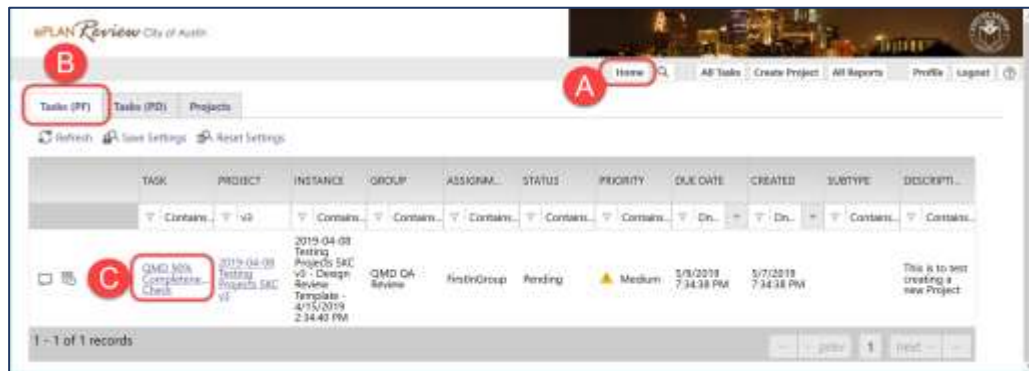 ePLAN Review City of Austin
B
A
Home All Tasks Create Project All Reports Profile Logout
Tasks (PF) Tasks (PD) Projects
Refresh Save Settings Reset Settings
TASK PROJECT INSTANCE GROUP ASSIGNM... STATUS PRIORITY DUE DATE CREATED SUBTYPE DESCRIPTI...
Contains... v3 Contains... Contains... Contains... Contains... Contains... On... On... Contains... Contains...
C
QMD 90%
Completene...
Check
2019-04-08
Testing
Projects SKC
v3
2019-04-08
Testing
Projects SKC
v3 - Design
Review
Template -
4/15/2019
2:34:40 PM
QMD QA
Review
FirstInGroup
Pending
Medium
5/9/2019
7:34:38 PM
5/7/2019
7:34:38 PM
This is to test
creating a
new Project
1 - 1 of 1 records
prev 1 next